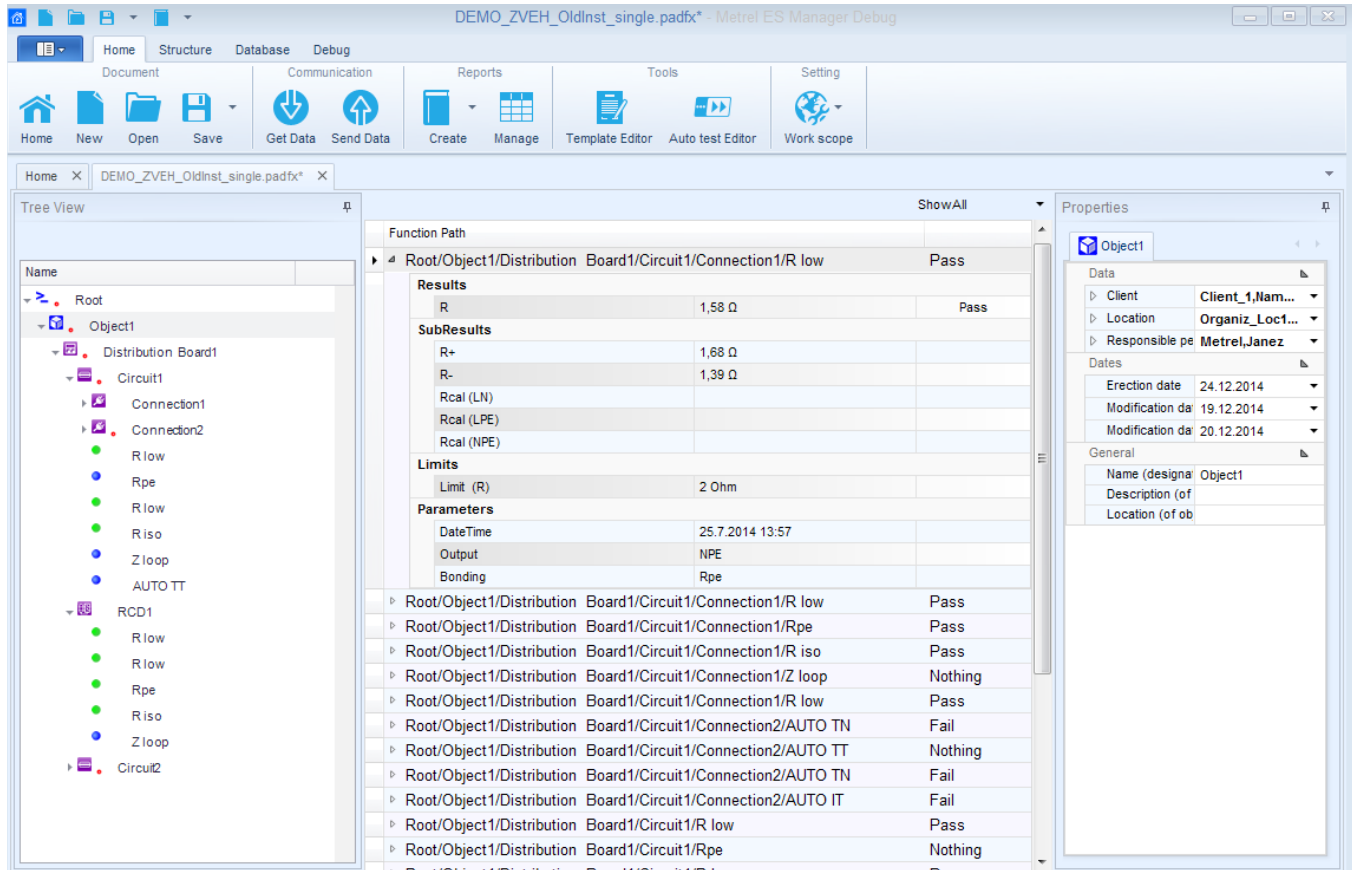 DEMO_ZVEH_OldInst_single.padfx* - Metrel ES Manager Debug
Home Structure Database Debug
Document Communication Reports Tools Setting
Home New Open Save Get Data Send Data Create Manage Template Editor Auto test Editor Work scope
Home DEMO_ZVEH_OldInst_single.padfx*
Tree View
Name
Root
Object1
Distribution Board1
Circuit1
Connection1
Connection2
R low
Rpe
R low
R iso
Z loop
AUTO TT
RCD1
R low
R low
Rpe
R iso
Z loop
Circuit2
ShowAll
Function Path
Root/Object1/Distribution Board1/Circuit1/Connection1/R low Pass
Results
R 1,58 Ω Pass
SubResults
R+ 1,68 Ω
R- 1,39 Ω
Rcal (LN)
Rcal (LPE)
Rcal (NPE)
Limits
Limit (R) 2 Ohm
Parameters
DateTime 25.7.2014 13:57
Output NPE
Bonding Rpe
Root/Object1/Distribution Board1/Circuit1/Connection1/R low Pass
Root/Object1/Distribution Board1/Circuit1/Connection1/Rpe Pass
Root/Object1/Distribution Board1/Circuit1/Connection1/R iso Pass
Root/Object1/Distribution Board1/Circuit1/Connection1/Z loop Nothing
Root/Object1/Distribution Board1/Circuit1/Connection1/R low Pass
Root/Object1/Distribution Board1/Circuit1/Connection2/AUTO TN Fail
Root/Object1/Distribution Board1/Circuit1/Connection2/AUTO TT Nothing
Root/Object1/Distribution Board1/Circuit1/Connection2/AUTO TN Fail
Root/Object1/Distribution Board1/Circuit1/Connection2/AUTO IT Fail
Root/Object1/Distribution Board1/Circuit1/R low Pass
Root/Object1/Distribution Board1/Circuit1/Rpe Nothing
Properties
Object1
Data
Client Client_1,Nam...
Location Organiz_Loc1...
Responsible pe Metrel,Janez
Dates
Erection date 24.12.2014
Modification da 19.12.2014
Modification da 20.12.2014
General
Name (designa Object1
Description (of
Location (of ob